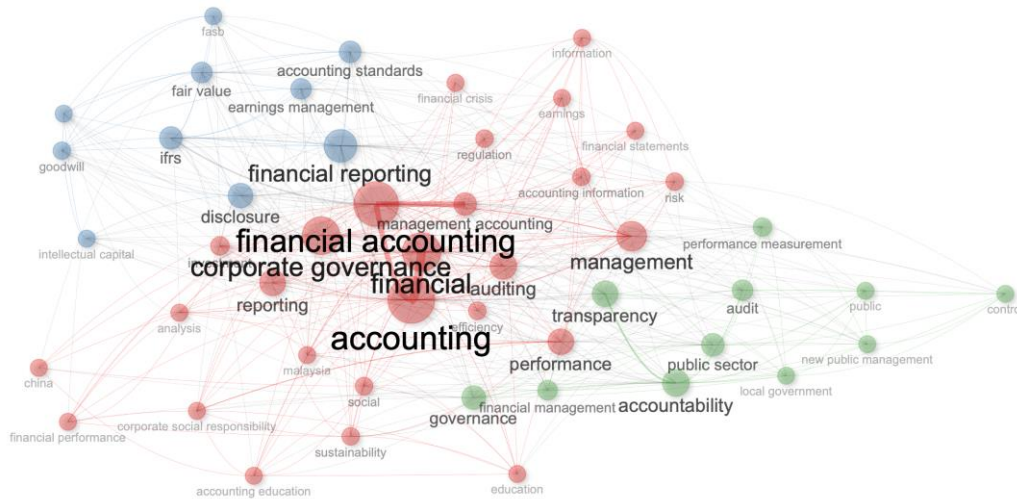 fasb
information
accounting standards
fair value
financial crisis
earnings management
earnings
financial statements
goodwill
ifrs
regulation
financial reporting
accounting information
risk
disclosure
management accounting
financial accounting
performance measurement
intellectual capital
corporate governance
management
financial
auditing
reporting
transparency
audit
public
control
analysis
efficiency
accounting
malaysia
performance
public sector
new public management
china
social
local government
governance
financial management
accountability
financial performance
corporate social responsibility
sustainability
accounting education
education